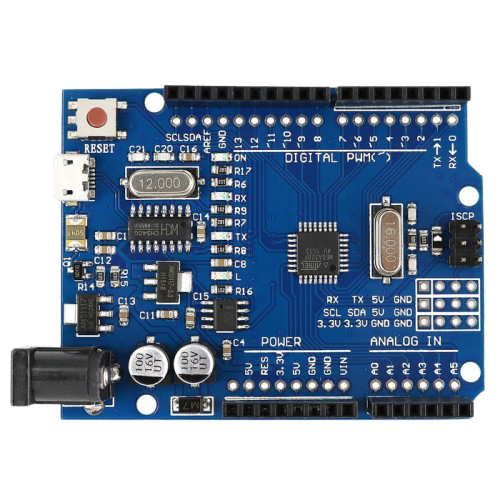 SCLSDA
AREF
GND
13
12
11
10
9
8
7
6
5
4
3
2
TX→1
RX←0
RESET
C21 C20 C16
DIGITAL PWM(~)
ON
R17
R6
RX
R9
TX
R7
R8
C8
L
R16
12.000
C14
16.000
ISCP
C1
C12
R14
C13
C11
C15
C4
ATMEL
RX TX 5V GND
SCL SDA 5V GND
3.3V 3.3V GND GND
POWER
ANALOG IN
5V
RES
3.3V
5V
GND
GND
VIN
A0
A1
A2
A3
A4
A5
100
16V
UT
100
16V
UT
M7